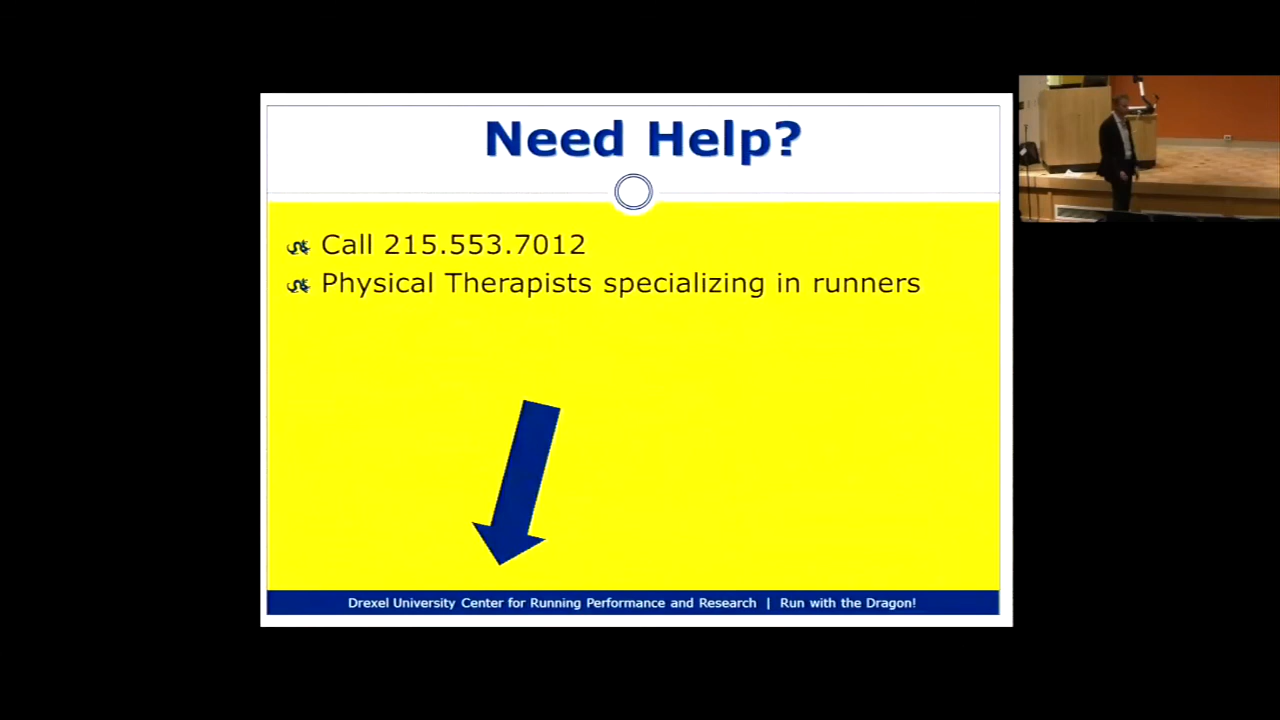 Need Help?
Call 215.553.7012
Physical Therapists specializing in runners
Drexel University Center for Running Performance and Research | Run with the Dragon!